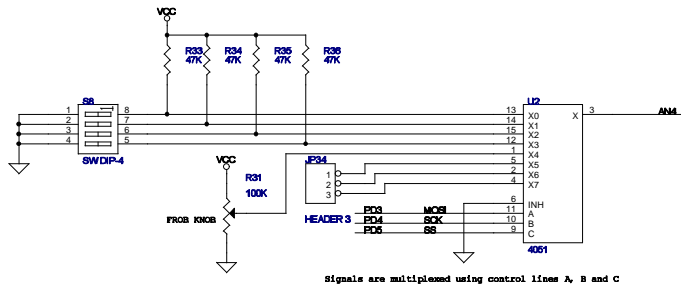 VCC
R33 R34 R35 R36
47K 47K 47K 47K
S8
U2
1 8 13 X0 X 3 AN4
2 7 14 X1
3 6 15 X2
4 5 12 X3
SW DIP-4
1 X4
VCC
R31
100K
FROB KNOB
JP34
1 5 X5
2 2 X6
3 4 X7
HEADER 3
6 INH
PD3 MOSI 11 A
PD4 SCK 10 B
PD5 SS 9 C
4051
Signals are multiplexed using control lines A, B and C